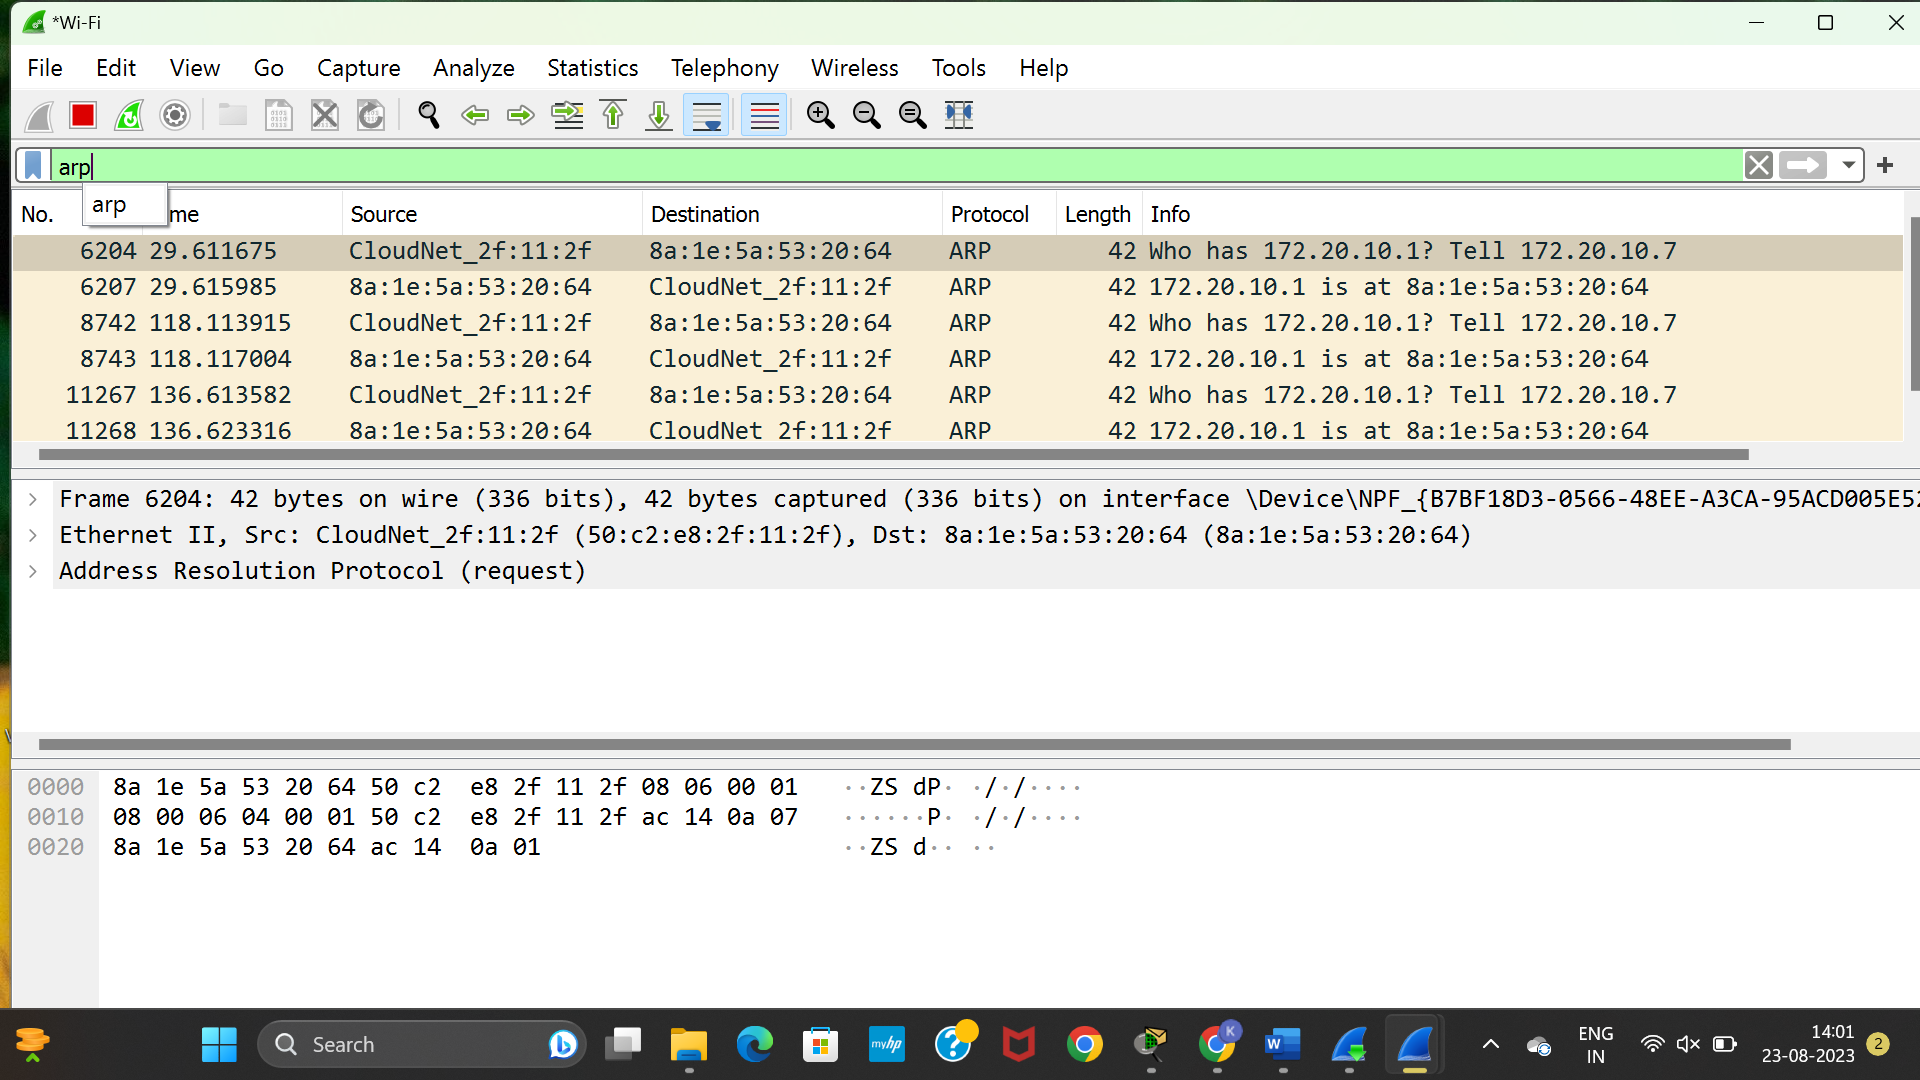 *Wi-Fi
File Edit View Go Capture Analyze Statistics Telephony Wireless Tools Help
arp
arp
No. me Source Destination Protocol Length Info
6204 29.611675 CloudNet_2f:11:2f 8a:1e:5a:53:20:64 ARP 42 Who has 172.20.10.1? Tell 172.20.10.7
6207 29.615985 8a:1e:5a:53:20:64 CloudNet_2f:11:2f ARP 42 172.20.10.1 is at 8a:1e:5a:53:20:64
8742 118.113915 CloudNet_2f:11:2f 8a:1e:5a:53:20:64 ARP 42 Who has 172.20.10.1? Tell 172.20.10.7
8743 118.117004 8a:1e:5a:53:20:64 CloudNet_2f:11:2f ARP 42 172.20.10.1 is at 8a:1e:5a:53:20:64
11267 136.613582 CloudNet_2f:11:2f 8a:1e:5a:53:20:64 ARP 42 Who has 172.20.10.1? Tell 172.20.10.7
11268 136.623316 8a:1e:5a:53:20:64 CloudNet 2f:11:2f ARP 42 172.20.10.1 is at 8a:1e:5a:53:20:64
Frame 6204: 42 bytes on wire (336 bits), 42 bytes captured (336 bits) on interface \Device\NPF_{B7BF18D3-0566-48EE-A3CA-95ACD005E52
Ethernet II, Src: CloudNet_2f:11:2f (50:c2:e8:2f:11:2f), Dst: 8a:1e:5a:53:20:64 (8a:1e:5a:53:20:64)
Address Resolution Protocol (request)
0000 8a 1e 5a 53 20 64 50 c2 e8 2f 11 2f 08 06 00 01 ··ZS dP· ·/·/····
0010 08 00 06 04 00 01 50 c2 e8 2f 11 2f ac 14 0a 07 ······P· ·/·/····
0020 8a 1e 5a 53 20 64 ac 14 0a 01 ··ZS d·· ··
Search
myhp
K
W
ENG
IN
14:01
23-08-2023
2